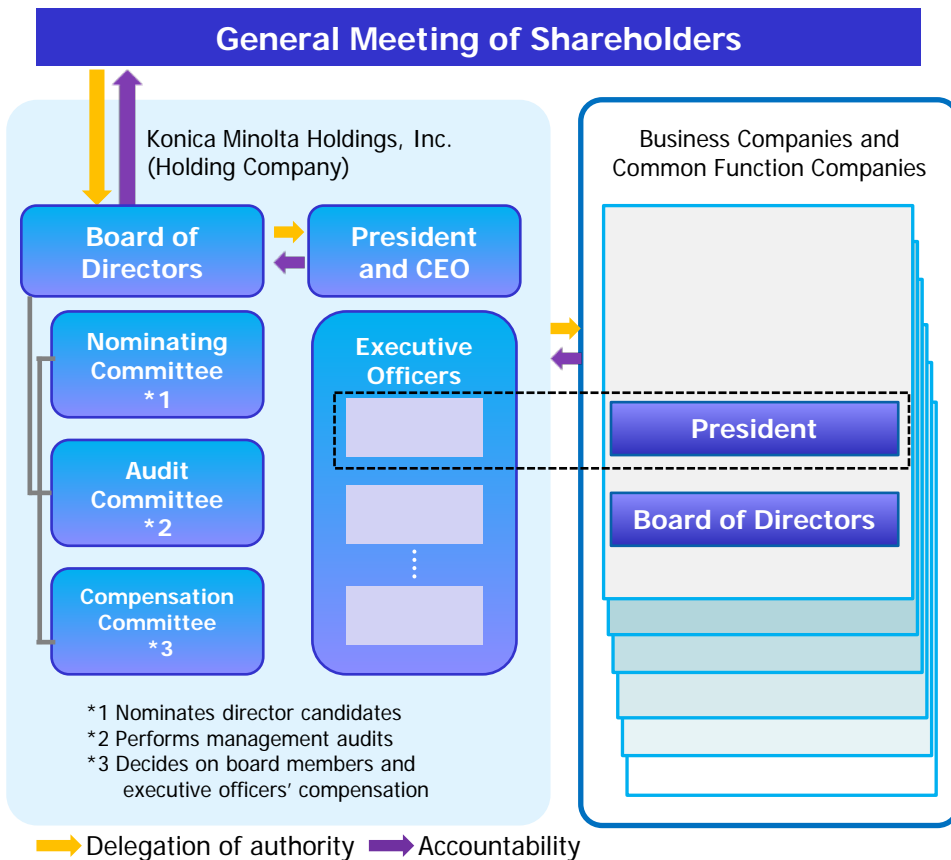 General Meeting of Shareholders
Konica Minolta Holdings, Inc.
(Holding Company)
Business Companies and
Common Function Companies
Board of
Directors
President
and CEO
Nominating
Committee
*1
Executive
Officers
President
Audit
Committee
*2
Board of Directors
Compensation
Committee
*3
*1 Nominates director candidates
*2 Performs management audits
*3 Decides on board members and
executive officers' compensation
Delegation of authority
Accountability